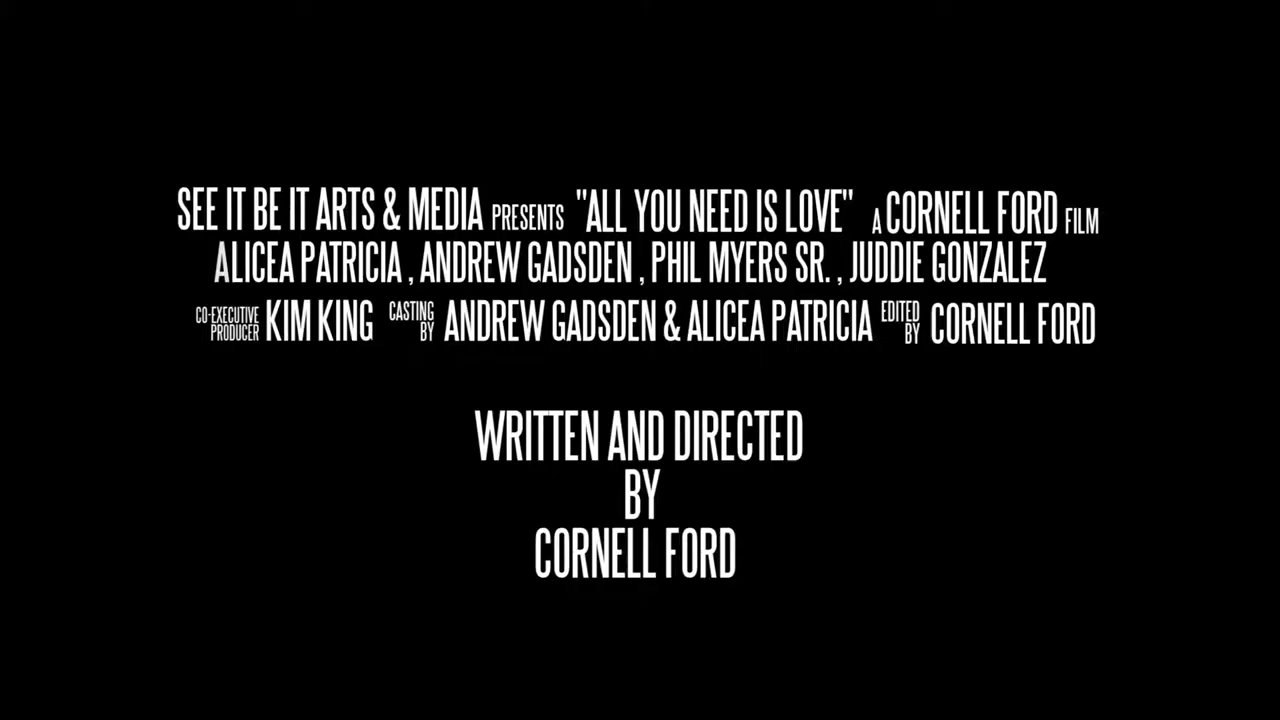 SEE IT BE IT ARTS & MEDIA PRESENTS "ALL YOU NEED IS LOVE" A CORNELL FORD FILM
ALICEA PATRICIA , ANDREW GADSDEN , PHIL MYERS SR. , JUDDIE GONZALEZ
CO-EXECUTIVE PRODUCER KIM KING CASTING BY ANDREW GADSDEN & ALICEA PATRICIA EDITED BY CORNELL FORD
WRITTEN AND DIRECTED
BY
CORNELL FORD